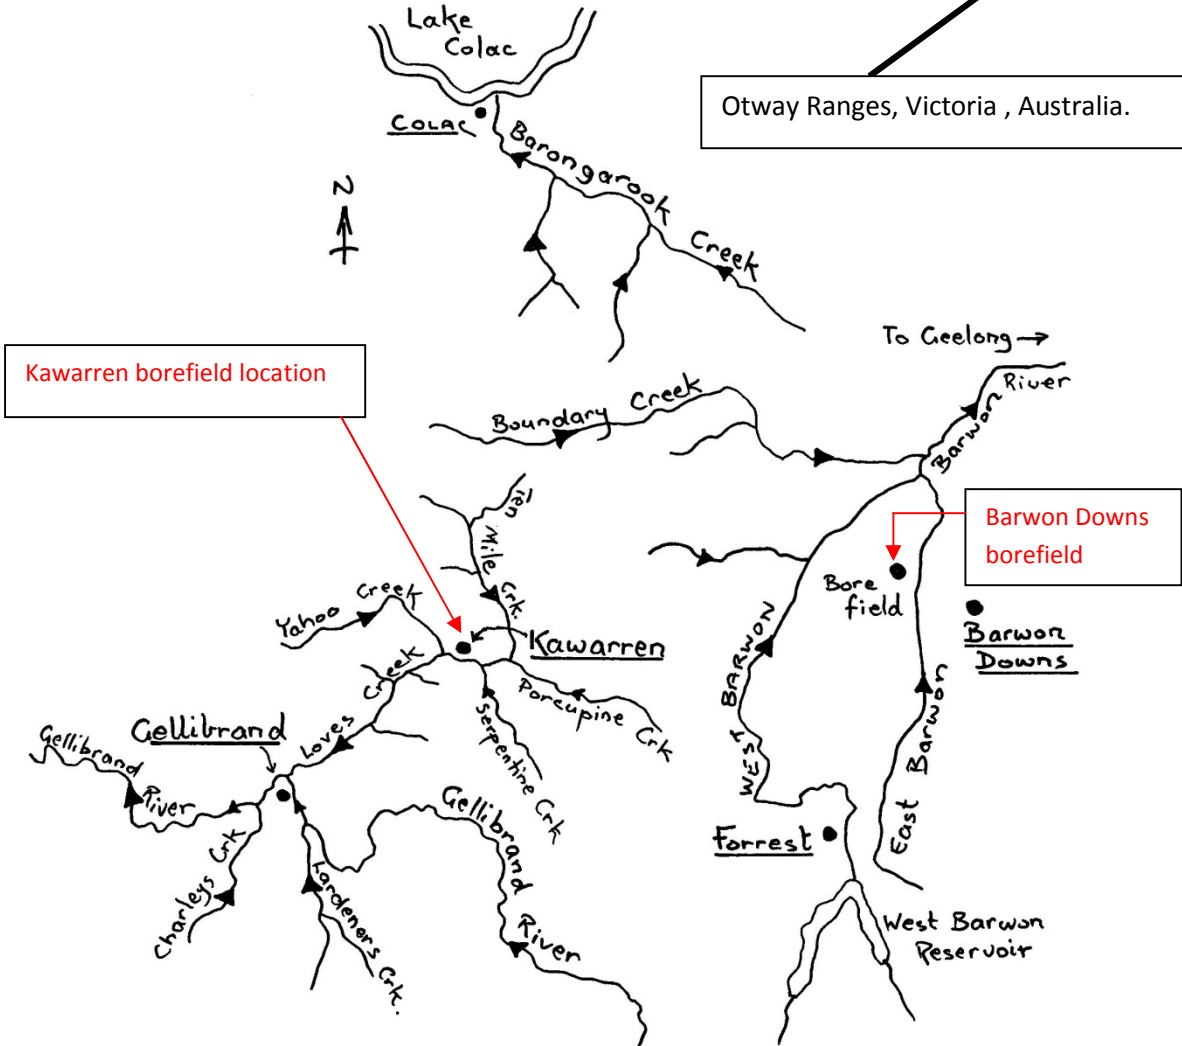 Lake
Colac
Otway Ranges, Victoria , Australia.
COLAC
Barongarook
Creek
N
To Geelong →
River
Barwon
Kawarren borefield location
Boundary Creek
Ten
Mile
Crk.
Barwon Downs
borefield
Bore
field
Barwon
Downs
Yahoo Creek
Kawarren
Creek
Loves
Porcupine Crk
Serpentine Crk
WEST BARWON
East Barwon
Gellibrand
Gellibrand
River
Gellibrand
River
Forrest
Charleys Crk
Lardeners Crk.
West Barwon
Reservoir